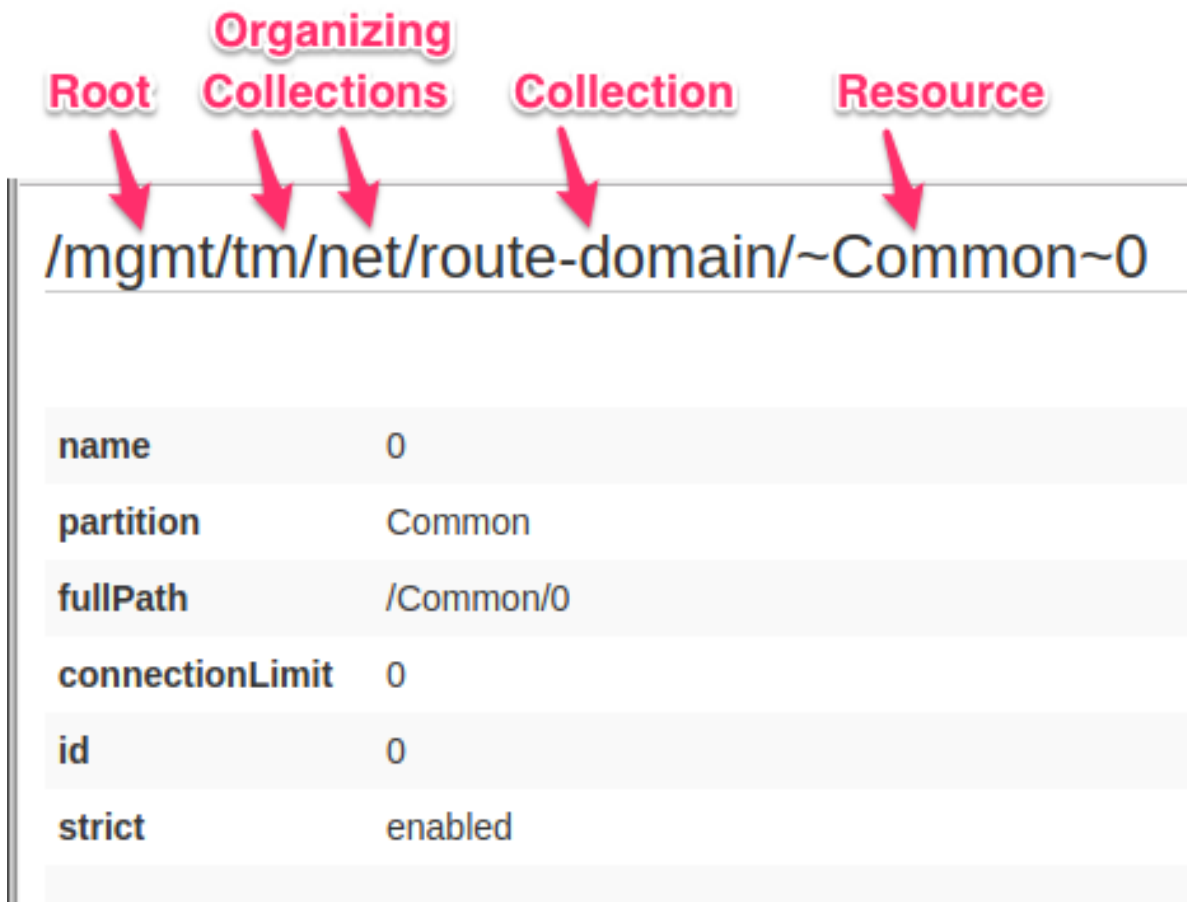 Organizing
Root Collections Collection Resource
/mgmt/tm/net/route-domain/~Common~0
name 0
partition Common
fullPath /Common/0
connectionLimit 0
id 0
strict enabled